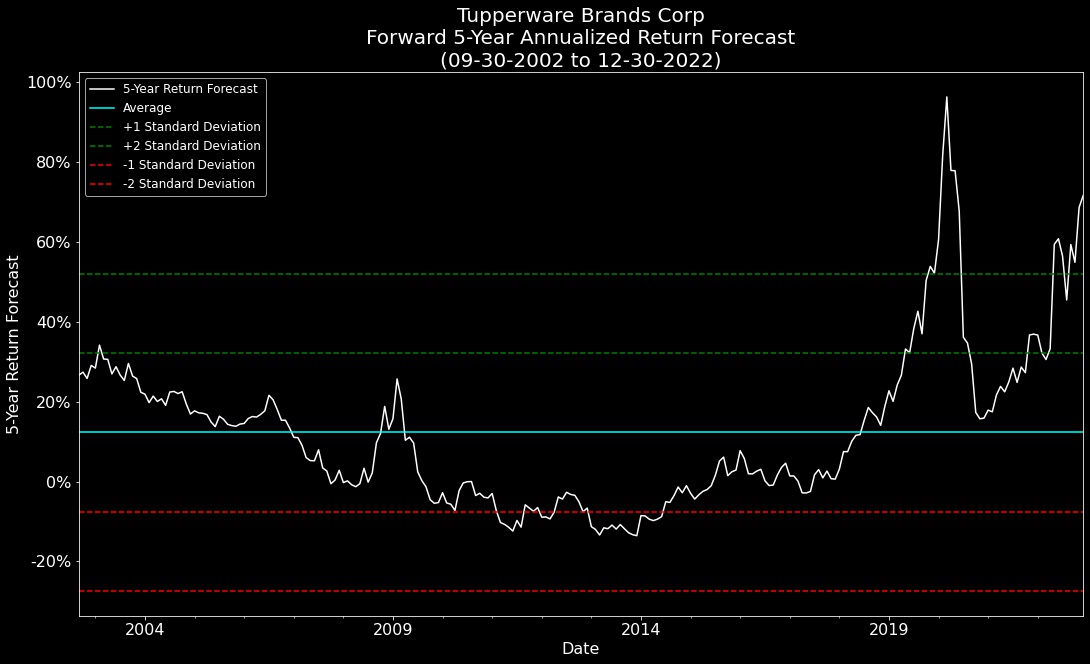 Tupperware Brands Corp
Forward 5-Year Annualized Return Forecast
(09-30-2002 to 12-30-2022)
5-Year Return Forecast
Average
+1 Standard Deviation
+2 Standard Deviation
-1 Standard Deviation
-2 Standard Deviation
100%
80%
60%
40%
20%
0%
-20%
5-Year Return Forecast
2004 2009 2014 2019
Date